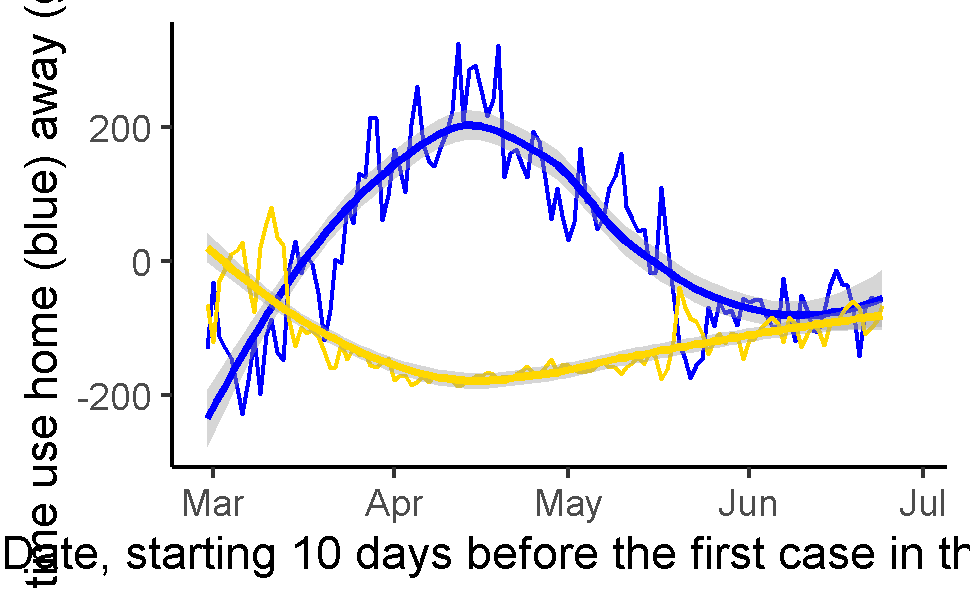 time use home (blue) away (
200
0
-200
Mar Apr May Jun Jul
Date, starting 10 days before the first case in th